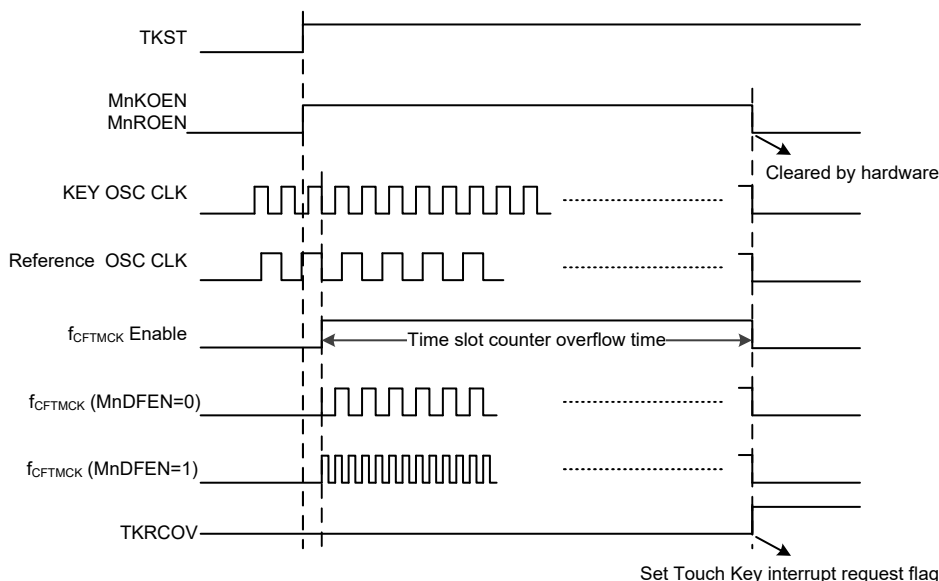 TKST
MnKOEN
MnROEN
Cleared by hardware
KEY OSC CLK
Reference OSC CLK
fCFTMCK Enable
Time slot counter overflow time
fCFTMCK (MnDFEN=0)
fCFTMCK (MnDFEN=1)
TKRCOV
Set Touch Key interrupt request flag